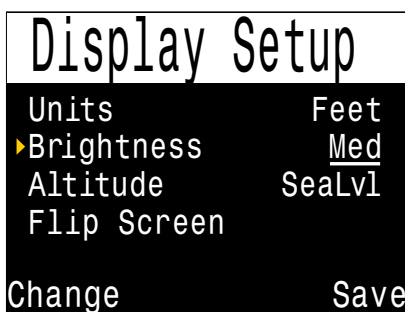 Display Setup
Units Feet
Brightness Med
Altitude SeaLvl
Flip Screen
Change Save